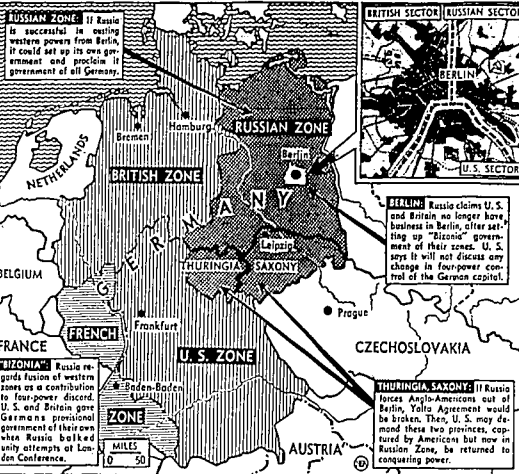 RUSSIAN ZONE: If Russia
is successful in ousting
western powers from Berlin,
it could set up its own gov-
ernment and proclaim it
government of all Germany.
BRITISH SECTOR
RUSSIAN SECTOR
BERLIN
U.S. SECTOR
NETHERLANDS
Bremen
Hamburg
RUSSIAN ZONE
Berlin
BRITISH ZONE
GERMANY
BERLIN: Russia claims U. S.
and Britain no longer have
business in Berlin, after set-
ting up "Bizonia" govern-
ment of their zones. U. S.
says it will not discuss any
change in four-power con-
trol of the German capital.
Leipzig
THURINGIA
SAXONY
BELGIUM
Prague
Frankfurt
FRENCH
U.S. ZONE
CZECHOSLOVAKIA
FRANCE
"BIZONIA": Russia re-
gards fusion of western
zones as a contribution
to four-power discord.
U. S. and Britain gave
Germans provisional
government of their own
when Russia balked
unity attempts at Lon-
don Conference.
Baden-Baden
ZONE
MILES
0 50
AUSTRIA
THURINGIA, SAXONY: If Russia
forces Anglo-Americans out of
Berlin, Yalta Agreement would
be broken. Then, U. S. may de-
mand these two provinces, cap-
tured by Americans but now in
Russian Zone, be returned to
conquering power.